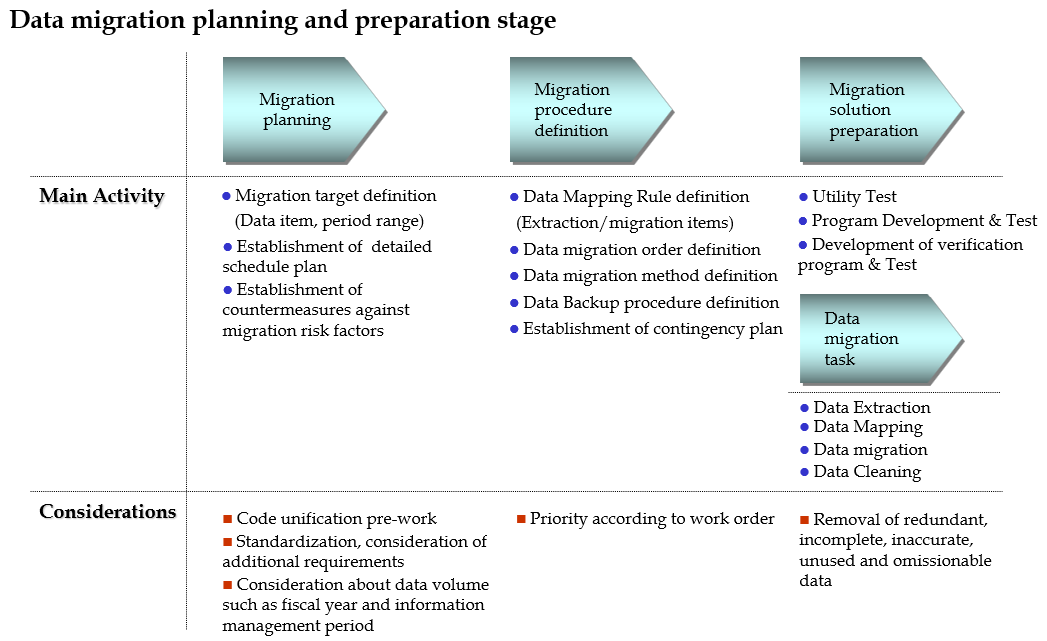 Data migration planning and preparation stage
Migration
planning
Migration
procedure
definition
Migration
solution
preparation
Main Activity
● Migration target definition
(Data item, period range)
● Establishment of detailed
schedule plan
● Establishment of
countermeasures against
migration risk factors
● Data Mapping Rule definition
(Extraction/migration items)
● Data migration order definition
● Data migration method definition
● Data Backup procedure definition
● Establishment of contingency plan
● Utility Test
● Program Development & Test
● Development of verification
program & Test
Data
migration
task
● Data Extraction
● Data Mapping
● Data migration
● Data Cleaning
Considerations
■ Code unification pre-work
■ Standardization, consideration of
additional requirements
■ Consideration about data volume
such as fiscal year and information
management period
■ Priority according to work order
■ Removal of redundant,
incomplete, inaccurate,
unused and omissionable
data